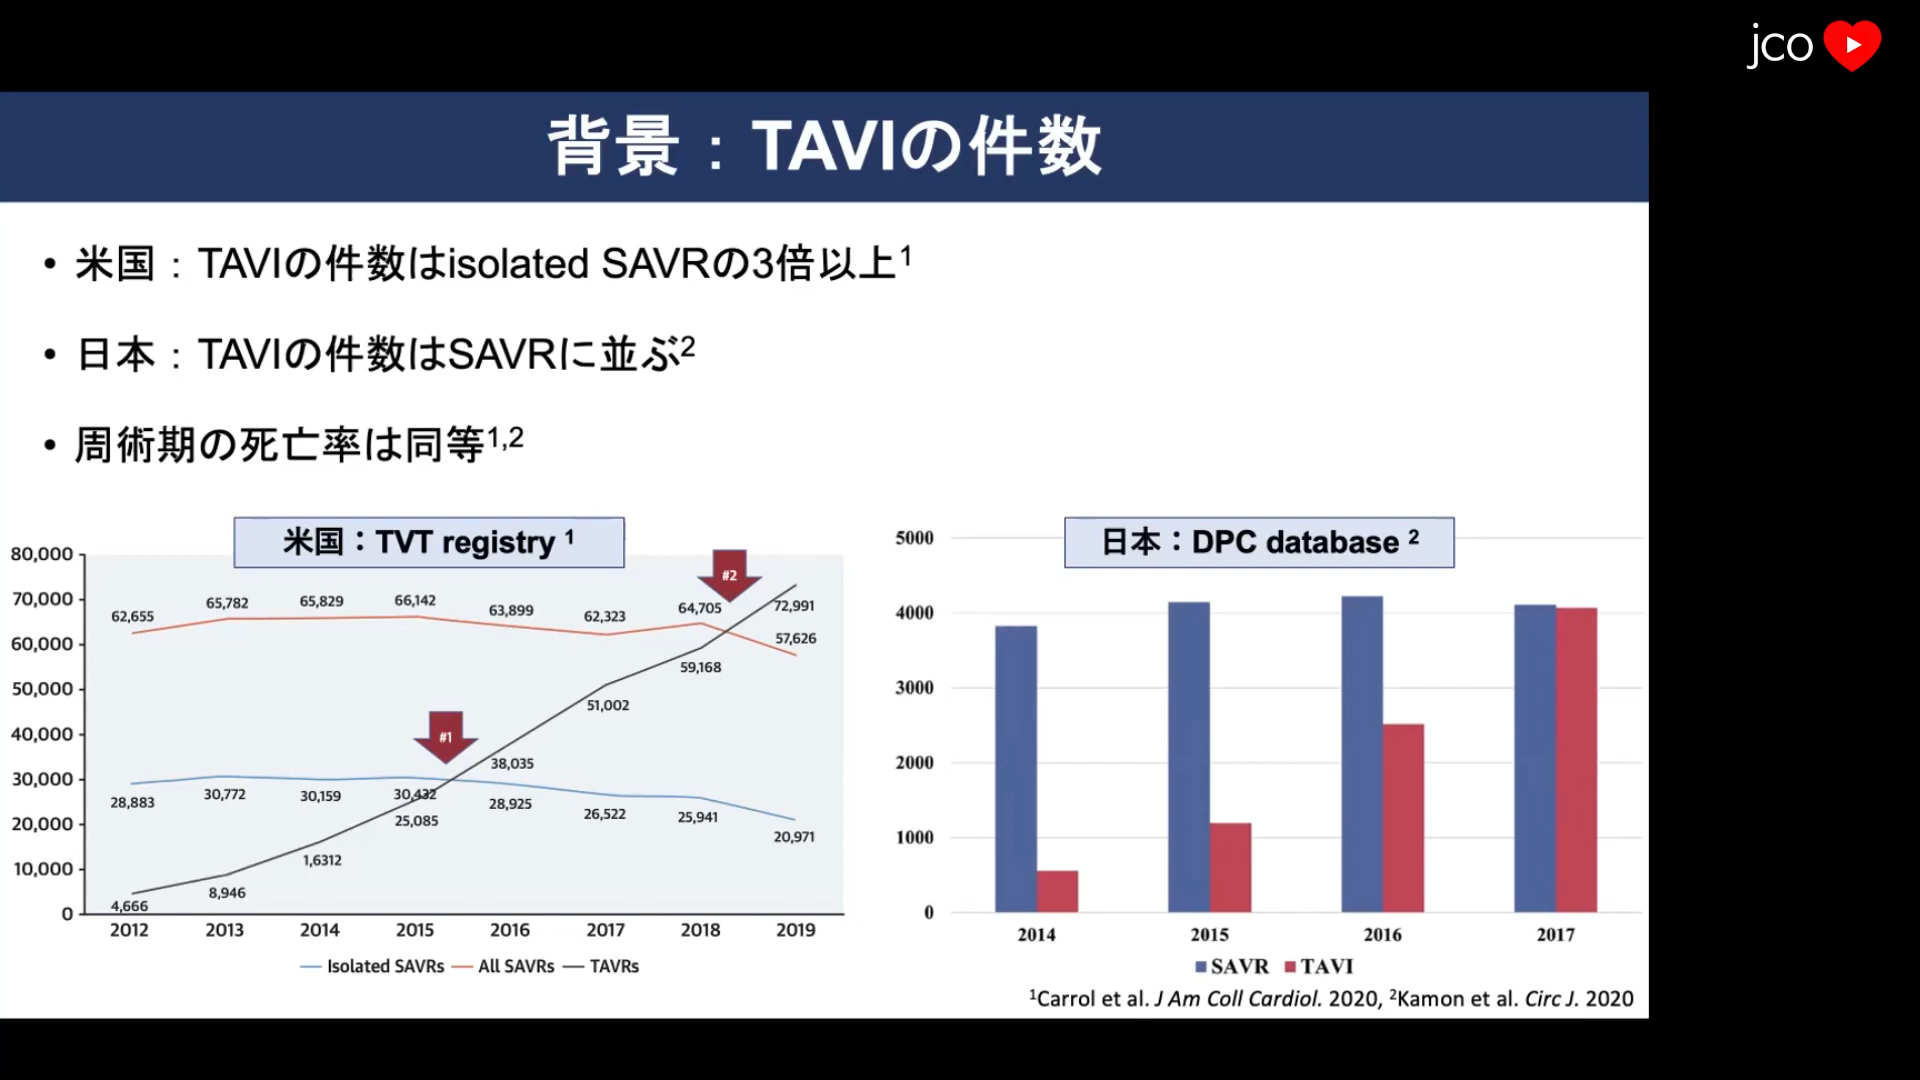 jco
背景：TAVIの件数
• 米国：TAVIの件数はisolated SAVRの3倍以上1
• 日本：TAVIの件数はSAVRに並ぶ2
• 周術期の死亡率は同等1,2
米国：TVT registry 1
80,000
70,000
60,000
50,000
40,000
30,000
20,000
10,000
0
62,655 65,782 65,829 66,142 63,899 62,323 64,705 57,626
28,883 30,772 30,159 30,432 28,925 26,522 25,941 20,971
4,666 8,946 1,6312 25,085 38,035 51,002 59,168 72,991
#1
#2
2012 2013 2014 2015 2016 2017 2018 2019
Isolated SAVRs All SAVRs TAVRs
日本：DPC database 2
5000
4000
3000
2000
1000
0
2014 2015 2016 2017
SAVR TAVI
1Carrol et al. J Am Coll Cardiol. 2020, 2Kamon et al. Circ J. 2020